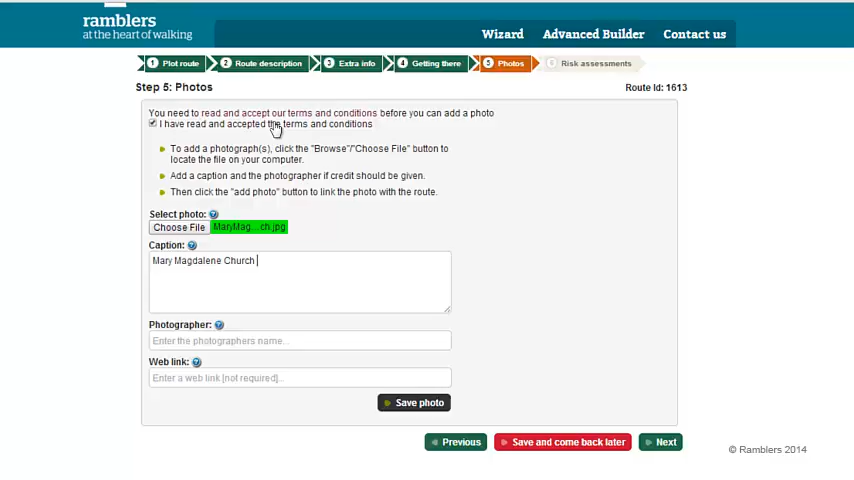 ramblers
at the heart of walking
Wizard Advanced Builder Contact us
1 Plot route 2 Route description 3 Extra info 4 Getting there 5 Photos 6 Risk assessments
Step 5: Photos Route Id: 1613
You need to read and accept our terms and conditions before you can add a photo
I have read and accepted the terms and conditions
To add a photograph(s), click the "Browse"/"Choose File" button to
locate the file on your computer.
Add a caption and the photographer if credit should be given.
Then click the "add photo" button to link the photo with the route.
Select photo: ?
Choose File MaryMag...ch.jpg
Caption: ?
Mary Magdalene Church
Photographer: ?
Enter the photographers name...
Web link: ?
Enter a web link [not required]..
Save photo
Previous Save and come back later Next
© Ramblers 2014